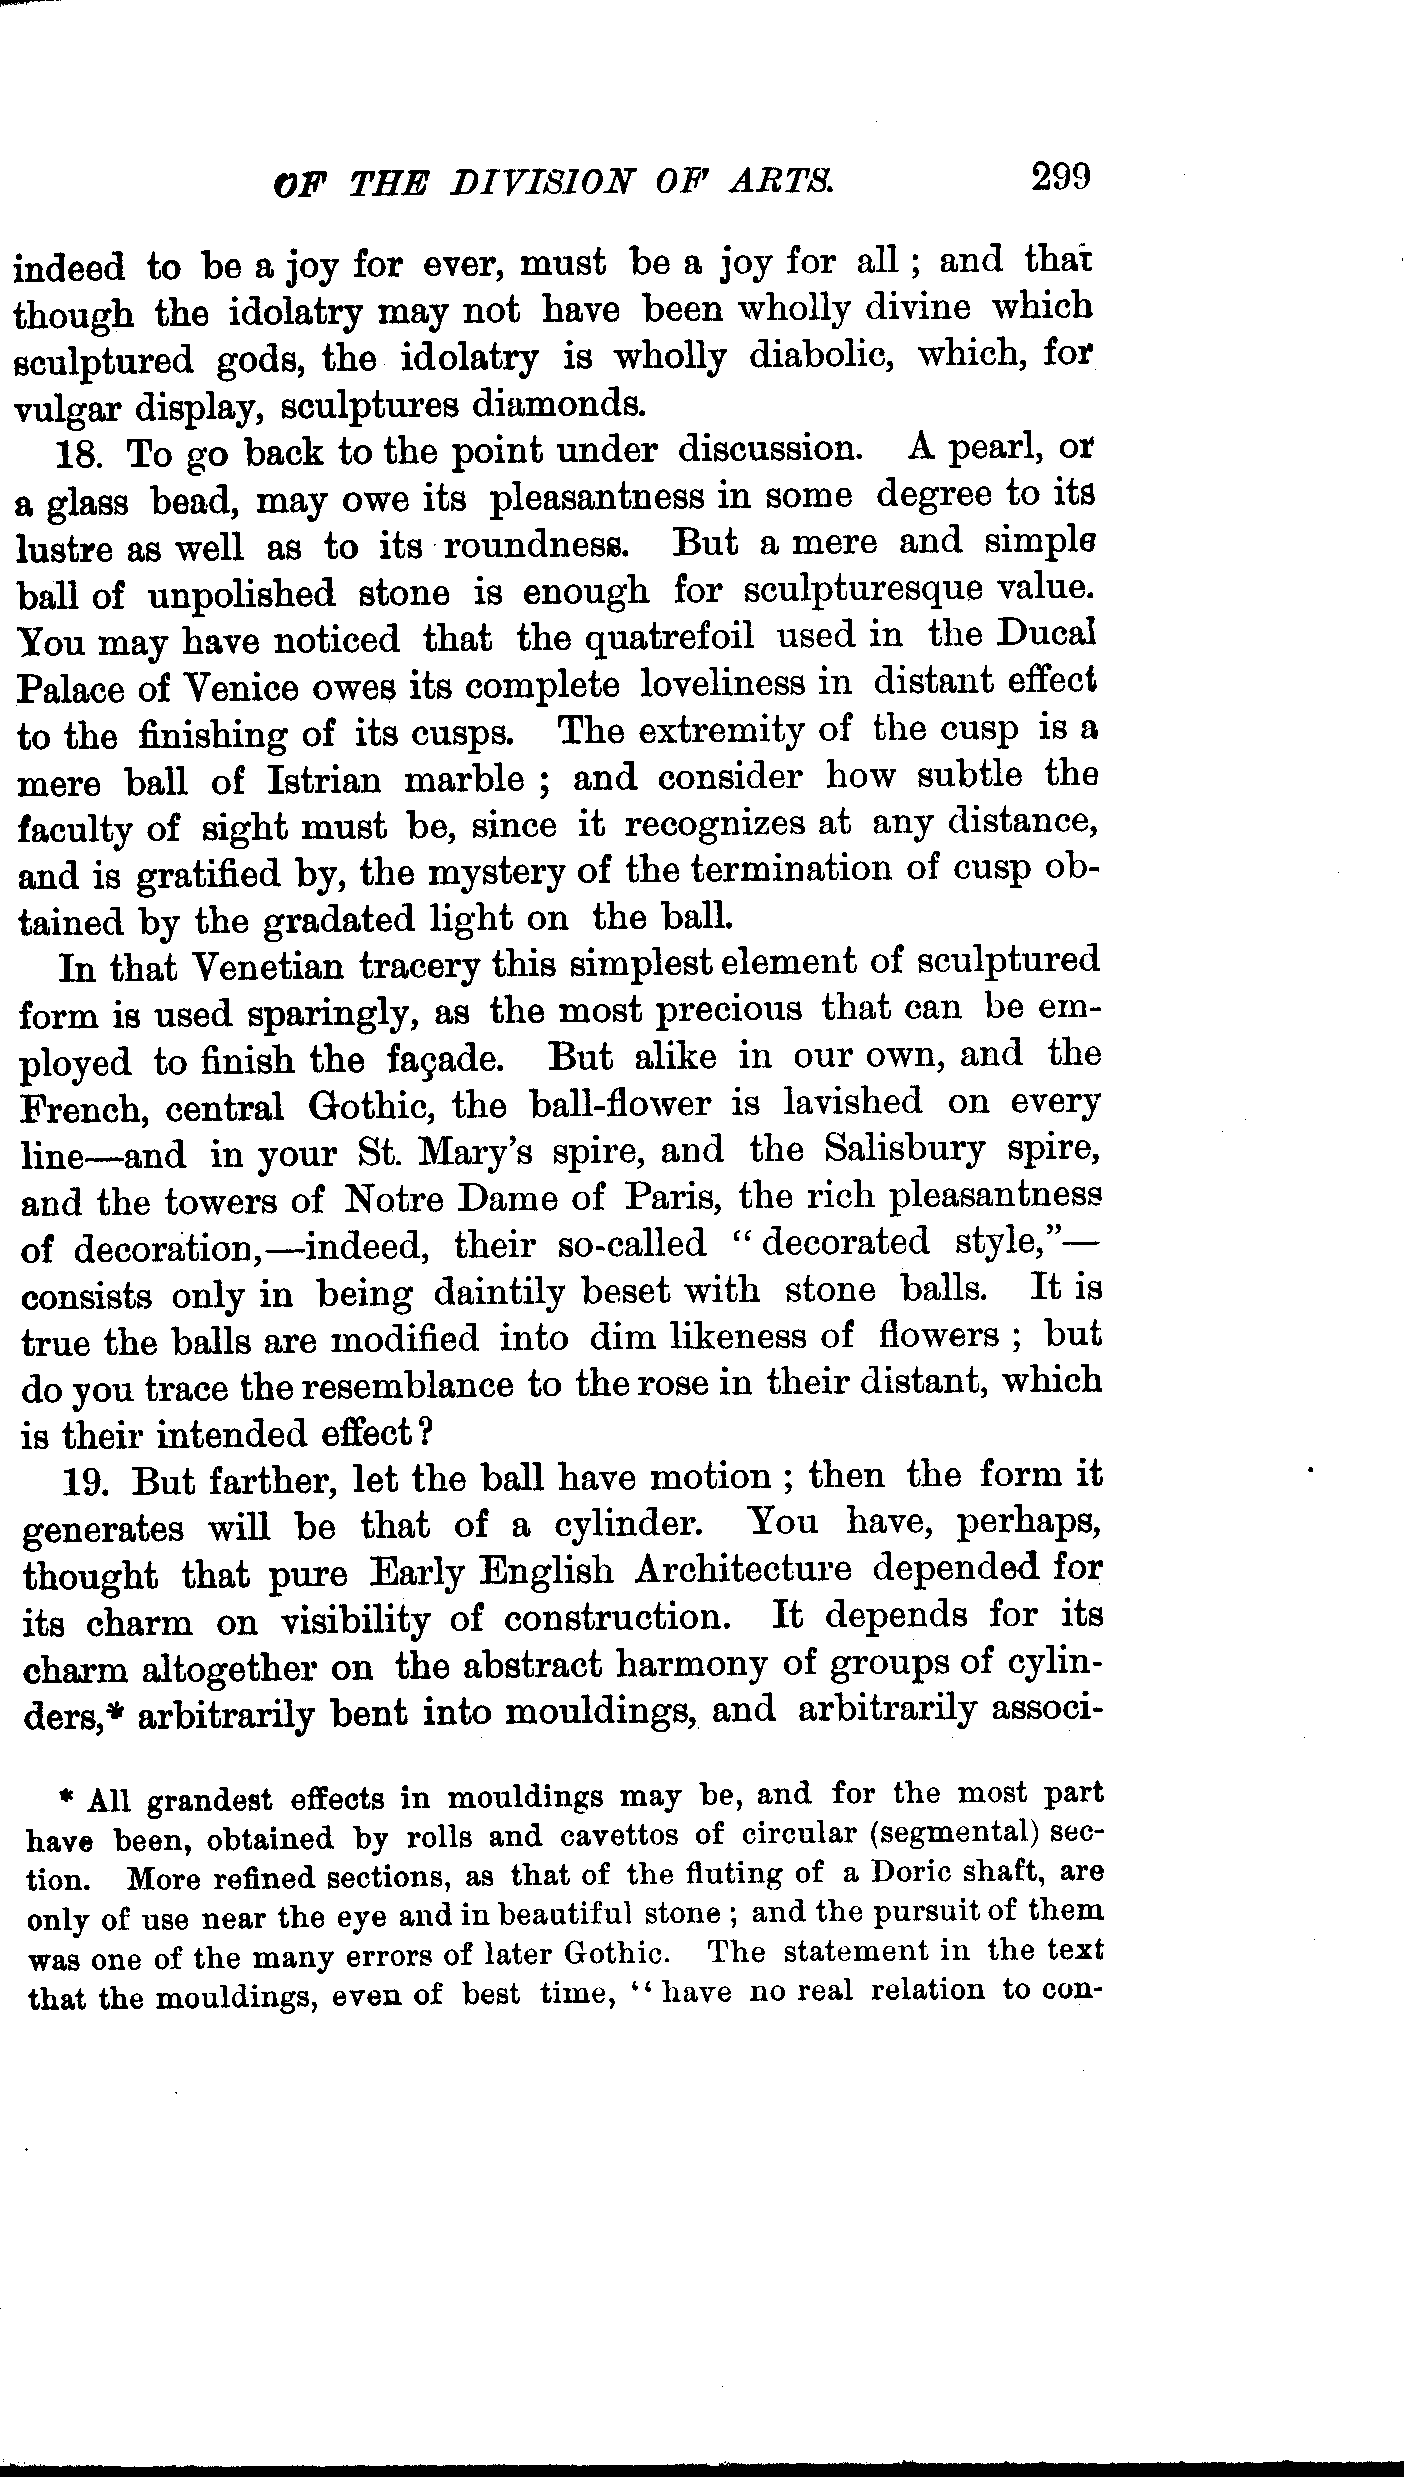 OF THE DIVISION OF ARTS. 299
indeed to be a joy for ever, must be a joy for all ; and that
though the idolatry may not have been wholly divine which
sculptured gods, the idolatry is wholly diabolic, which, for
vulgar display, sculptures diamonds.
18. To go back to the point under discussion. A pearl, or
a glass bead, may owe its pleasantness in some degree to its
lustre as well as to its roundness. But a mere and simple
ball of unpolished stone is enough for sculpturesque value.
You may have noticed that the quatrefoil used in the Ducal
Palace of Venice owes its complete loveliness in distant effect
to the finishing of its cusps. The extremity of the cusp is a
mere ball of Istrian marble ; and consider how subtle the
faculty of sight must be, since it recognizes at any distance,
and is gratified by, the mystery of the termination of cusp ob-
tained by the gradated light on the ball.
In that Venetian tracery this simplest element of sculptured
form is used sparingly, as the most precious that can be em-
ployed to finish the façade. But alike in our own, and the
French, central Gothic, the ball-flower is lavished on every
line—and in your St. Mary's spire, and the Salisbury spire,
and the towers of Notre Dame of Paris, the rich pleasantness
of decoration,—indeed, their so-called “ decorated style,”—
consists only in being daintily beset with stone balls. It is
true the balls are modified into dim likeness of flowers ; but
do you trace the resemblance to the rose in their distant, which
is their intended effect?
19. But farther, let the ball have motion ; then the form it
generates will be that of a cylinder. You have, perhaps,
thought that pure Early English Architecture depended for
its charm on visibility of construction. It depends for its
charm altogether on the abstract harmony of groups of cylin-
ders,* arbitrarily bent into mouldings, and arbitrarily associ-
* All grandest effects in mouldings may be, and for the most part
have been, obtained by rolls and cavettos of circular (segmental) sec-
tion. More refined sections, as that of the fluting of a Doric shaft, are
only of use near the eye and in beautiful stone ; and the pursuit of them
was one of the many errors of later Gothic. The statement in the text
that the mouldings, even of best time, “ have no real relation to con-